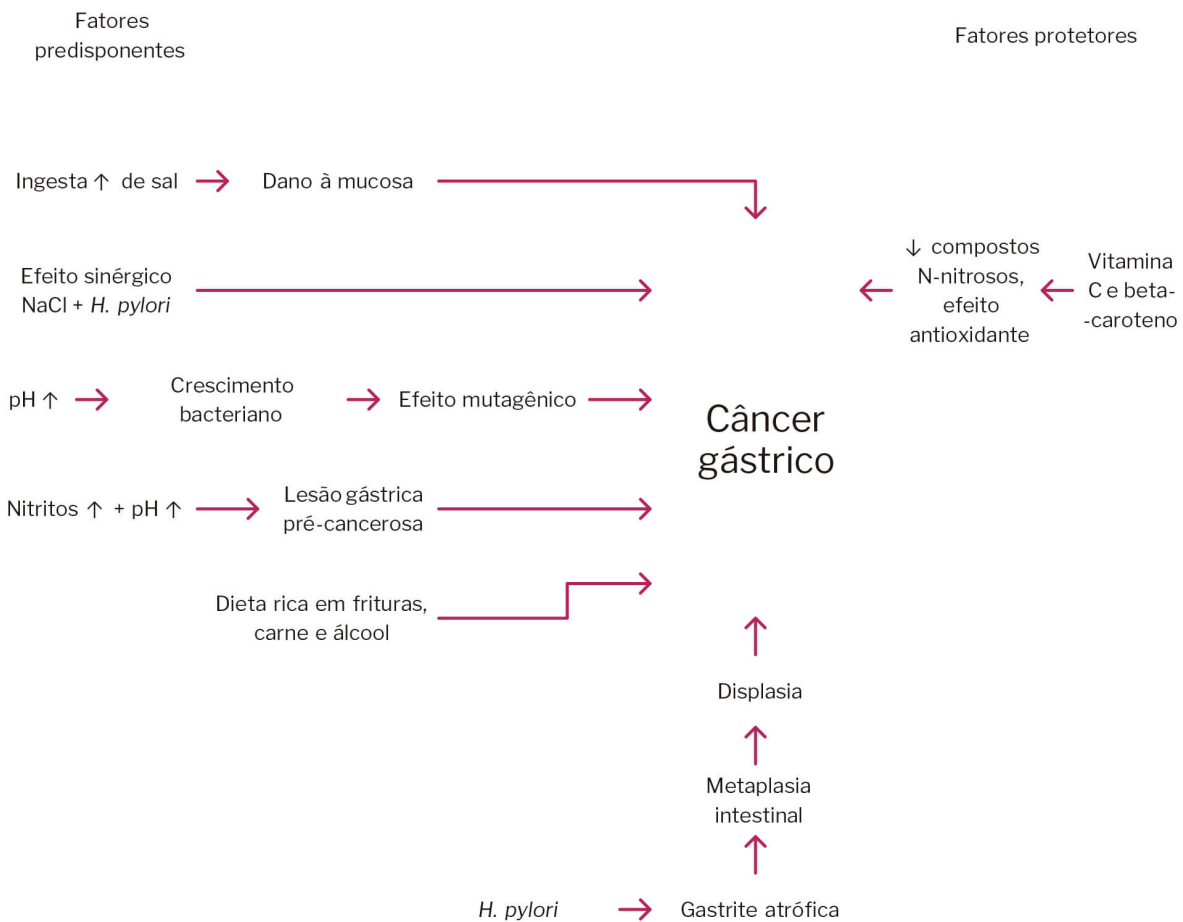 Fatores
predisponentes
Fatores protetores
Ingesta ↑ de sal
Dano à mucosa
Efeito sinérgico
NaCl + H. pylori
↓ compostos
N-nitrosos,
efeito
antioxidante
Vitamina
C e beta-
-caroteno
pH ↑
Crescimento
bacteriano
Efeito mutagênico
Câncer
gástrico
Nitritos ↑ + pH ↑
Lesão gástrica
pré-cancerosa
Dieta rica em frituras,
carne e álcool
Displasia
Metaplasia
intestinal
H. pylori
Gastrite atrófica